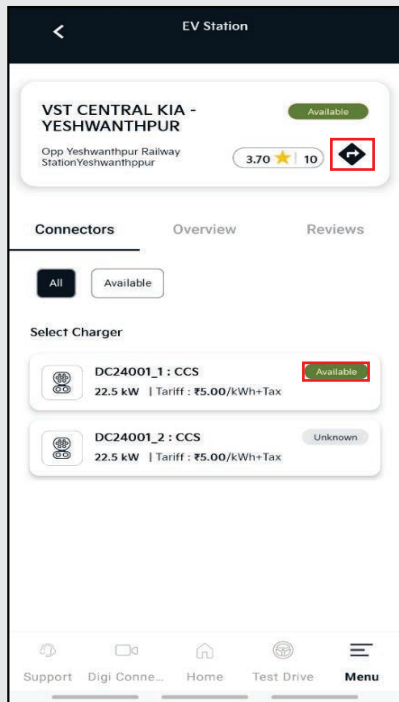 EV Station
VST CENTRAL KIA -
YESHWANTHPUR
Available
Opp Yeshwanthpur Railway
StationYeshwanthppur
3.70 10
Connectors Overview Reviews
All Available
Select Charger
DC24001_1 : CCS
Available
22.5 kW | Tariff : ₹5.00/kWh+Tax
DC24001_2 : CCS
Unknown
22.5 kW | Tariff : ₹5.00/kWh+Tax
Support Digi Conne... Home Test Drive Menu